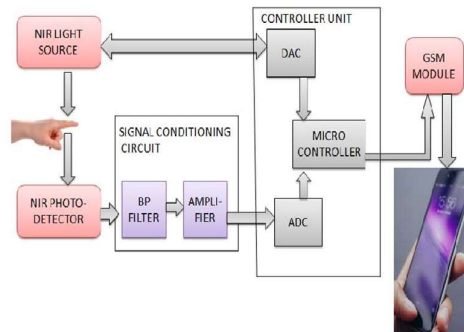 CONTROLLER UNIT
NIR LIGHT
SOURCE
DAC
GSM
MODULE
SIGNAL CONDITIONING
CIRCUIT
MICRO
CONTROLLER
NIR PHOTO-
DETECTOR
BP
FILTER
AMPLI-
FIER
ADC